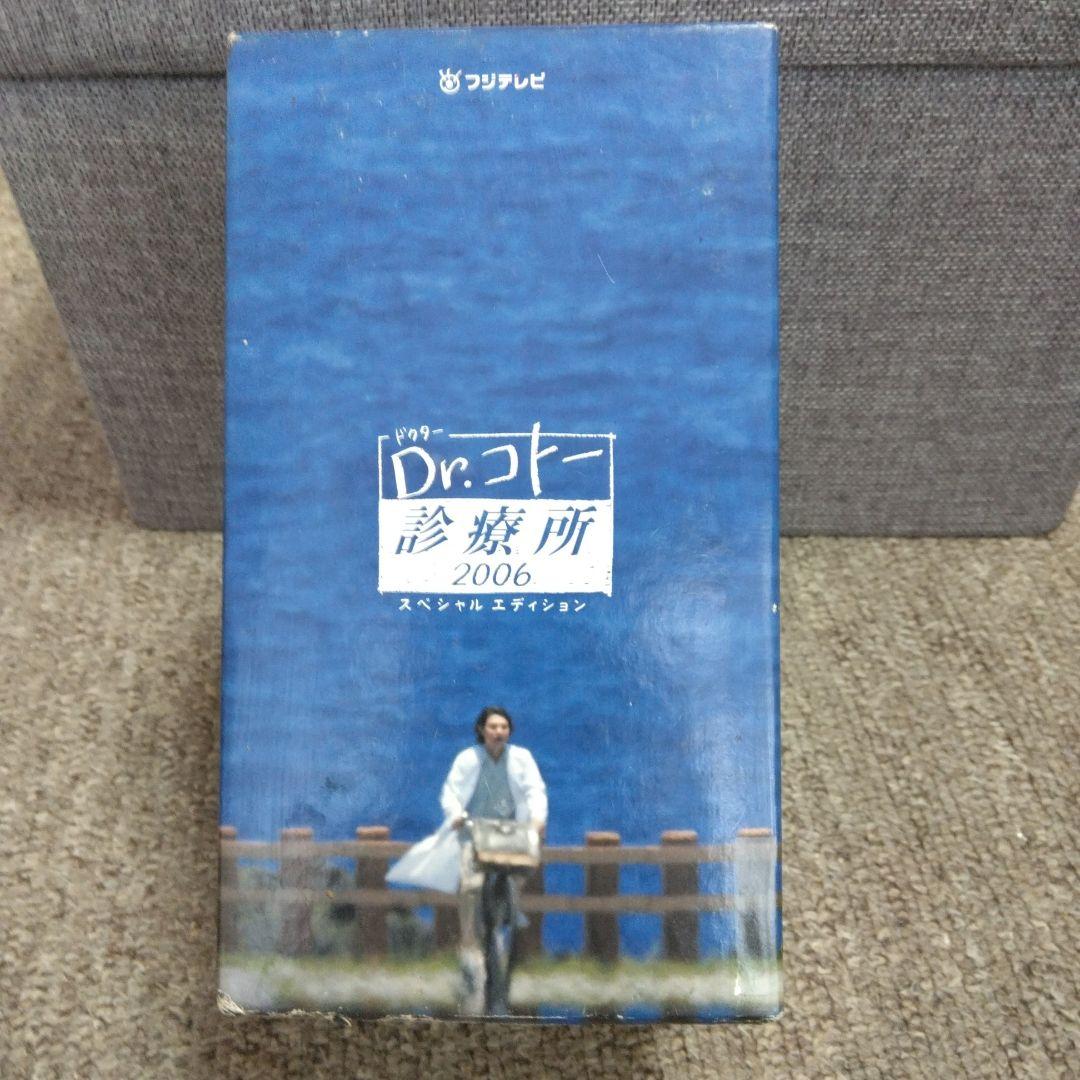 フジテレビ
ドクター
Dr.コトー
診療所
2006
スペシャル エディション